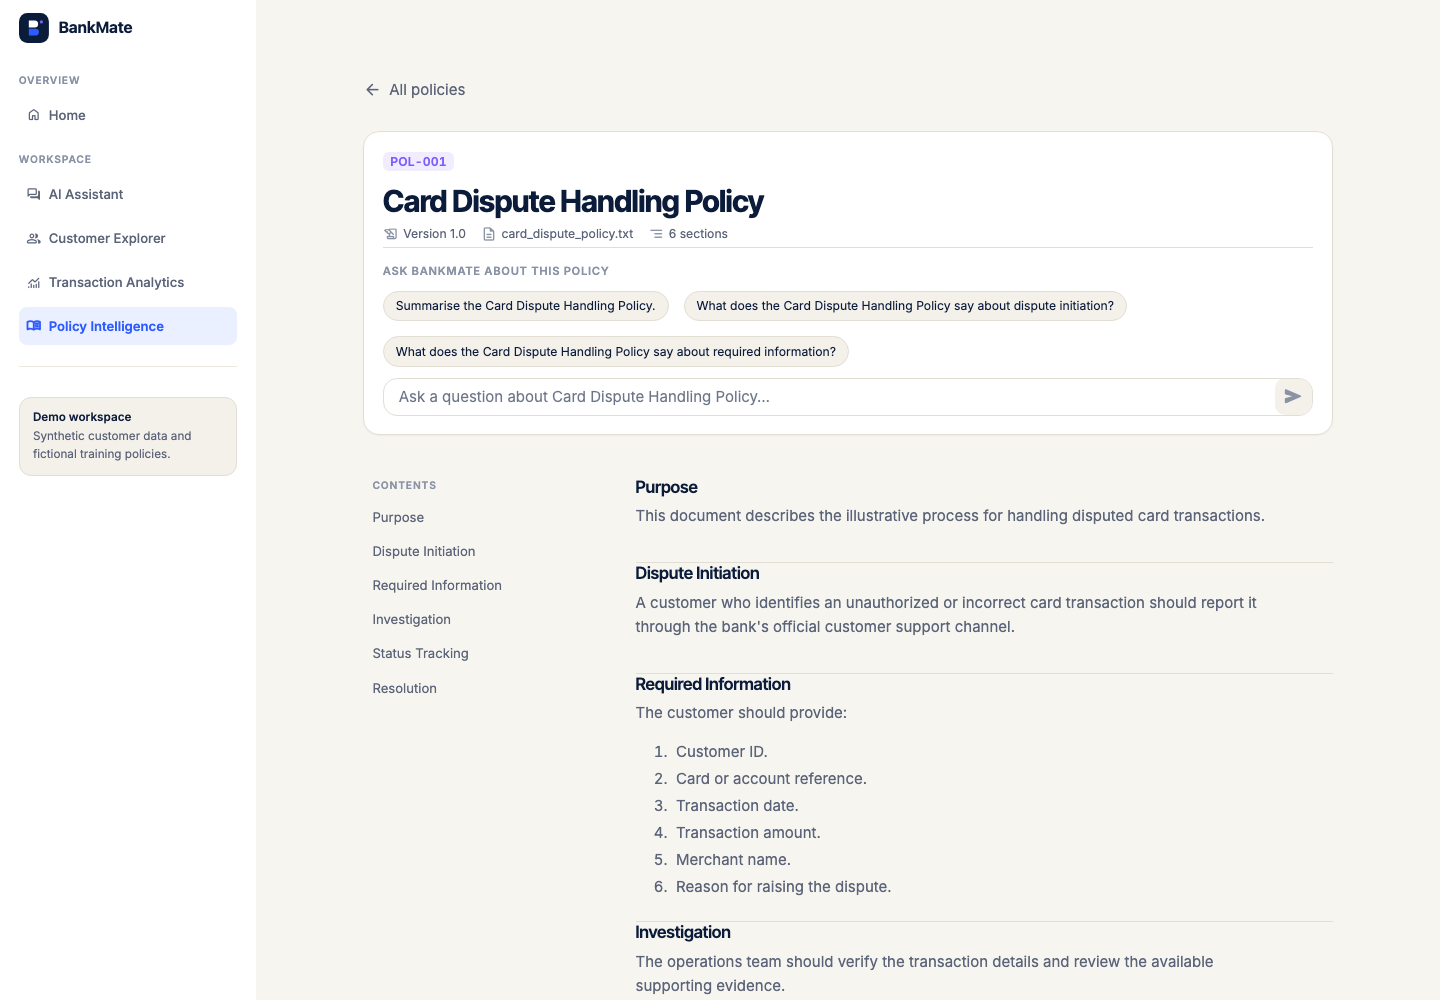 BankMate
OVERVIEW
Home
WORKSPACE
AI Assistant
Customer Explorer
Transaction Analytics
Policy Intelligence
Demo workspace
Synthetic customer data and
fictional training policies.
All policies
POL-001
Card Dispute Handling Policy
Version 1.0 card_dispute_policy.txt 6 sections
ASK BANKMATE ABOUT THIS POLICY
Summarise the Card Dispute Handling Policy. What does the Card Dispute Handling Policy say about dispute initiation?
What does the Card Dispute Handling Policy say about required information?
Ask a question about Card Dispute Handling Policy...
CONTENTS
Purpose
Dispute Initiation
Required Information
Investigation
Status Tracking
Resolution
Purpose
This document describes the illustrative process for handling disputed card transactions.
Dispute Initiation
A customer who identifies an unauthorized or incorrect card transaction should report it
through the bank's official customer support channel.
Required Information
The customer should provide:
1. Customer ID.
2. Card or account reference.
3. Transaction date.
4. Transaction amount.
5. Merchant name.
6. Reason for raising the dispute.
Investigation
The operations team should verify the transaction details and review the available
supporting evidence.